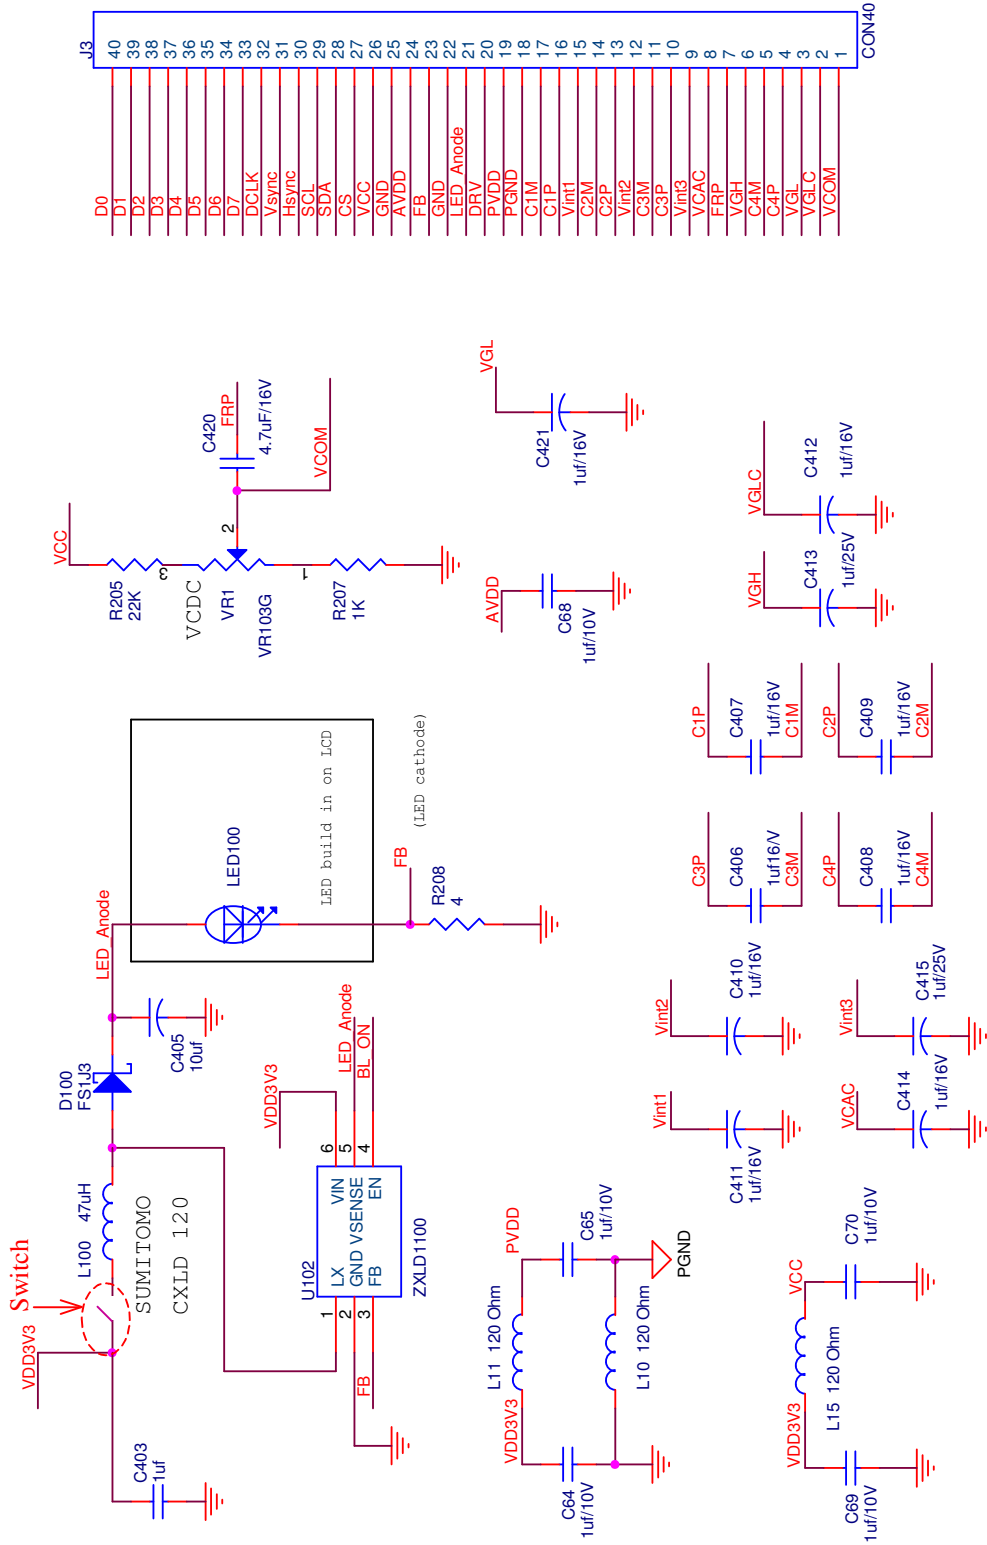 J3
40
39
38
37
36
35
34
33
32
31
30
29
28
27
26
25
24
23
22
21
20
19
18
17
16
15
14
13
12
11
10
9
8
7
6
5
4
3
2
1
CON40
D0
D1
D2
D3
D4
D5
D6
D7
DCLK
Vsync
Hsync
SCL
SDA
CS
VCC
GND
AVDD
FB
GND
LED_Anode
DRV
PVDD
PGND
C1M
C1P
Vint1
C2M
C2P
Vint2
C3M
C3P
Vint3
VCAC
FRP
VGH
C4M
C4P
VGL
VGLC
VCOM
VCC
R205
22K
3
VCDC
VR1
VR103G
2
1
R207
1K
C420
FRP
4.7uF/16V
VCOM
VGL
C421
1uf/16V
AVDD
C68
1uf/10V
VGLC
C412
1uf/16V
VGH
C413
1uf/25V
LED_Anode
LED100
LED build in on LCD
FB
(LED cathode)
R208
4
D100
FS1J3
C405
10uf
Switch
VDD3V3
L100 47uH
SUMITOMO
CXLD 120
C403
1uf
VDD3V3
LED_Anode
BL_ON
U102
1
2
3
LX
GND
FB
VIN
VSENSE
EN
6
5
4
ZXLD1100
FB
C1P
C407
1uf/16V
C1M
C2P
C409
1uf/16V
C2M
C3P
C406
1uf16/V
C3M
C4P
C408
1uf/16V
C4M
Vint2
C410
1uf/16V
Vint3
C415
1uf/25V
Vint1
C411
1uf/16V
VCAC
C414
1uf/16V
PVDD
C65
1uf/10V
L11 120 Ohm
VDD3V3
C64
1uf/10V
L10 120 Ohm
PGND
VCC
C70
1uf/10V
L15 120 Ohm
VDD3V3
C69
1uf/10V